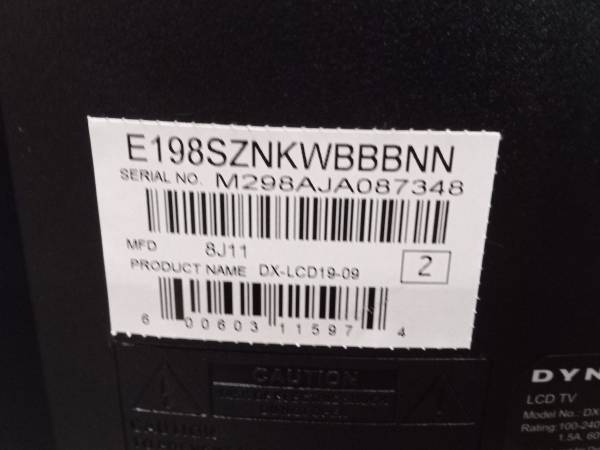 E198SZNKWBBBNN
SERIAL NO. M298AJA087348
MFD 8J11
PRODUCT NAME DX-LCD19-09 2
6 00603 11597 4
CAUTION
CAUTION
DYN
LCD TV
Model No.: DX
Rating: 100-240
1.5A, 60